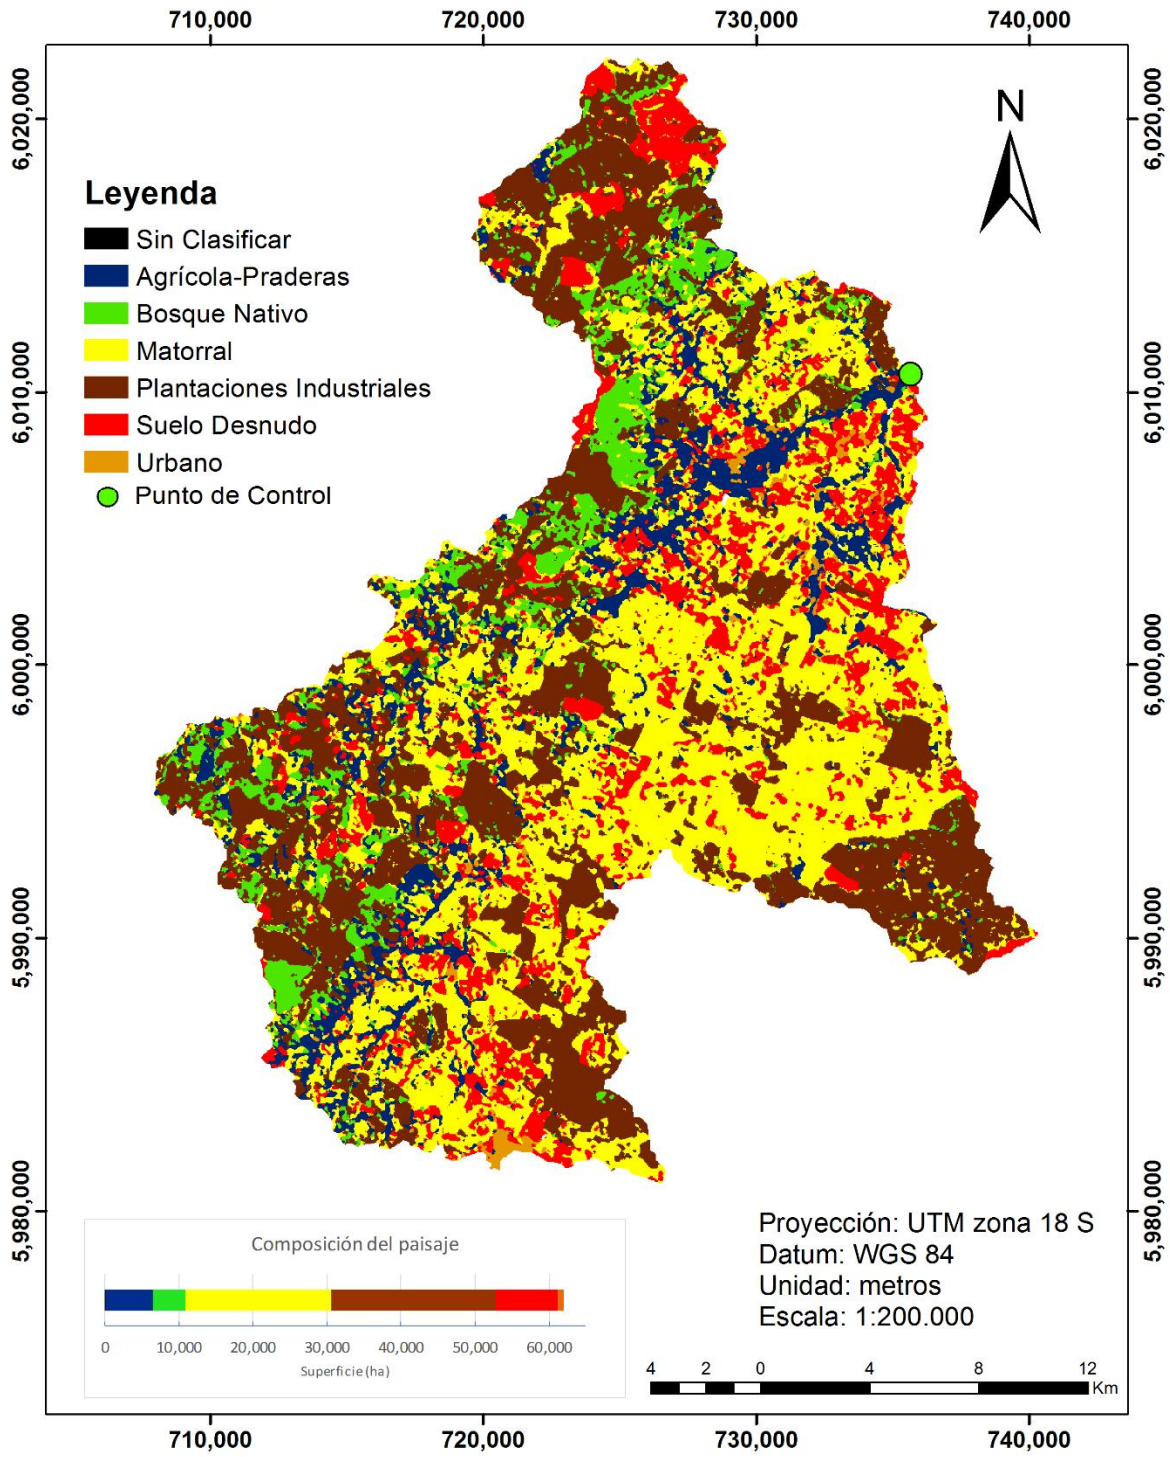 710,000
720,000
730,000
740,000
6,020,000
6,020,000
N
Leyenda
Sin Clasificar
Agrícola-Praderas
Bosque Nativo
Matorral
Plantaciones Industriales
Suelo Desnudo
Urbano
Punto de Control
6,010,000
6,010,000
6,000,000
6,000,000
5,990,000
5,990,000
5,980,000
5,980,000
Composición del paisaje
0
10,000
20,000
30,000
40,000
50,000
60,000
Superficie (ha)
Proyección: UTM zona 18 S
Datum: WGS 84
Unidad: metros
Escala: 1:200.000
4
2
0
4
8
12
Km
710,000
720,000
730,000
740,000